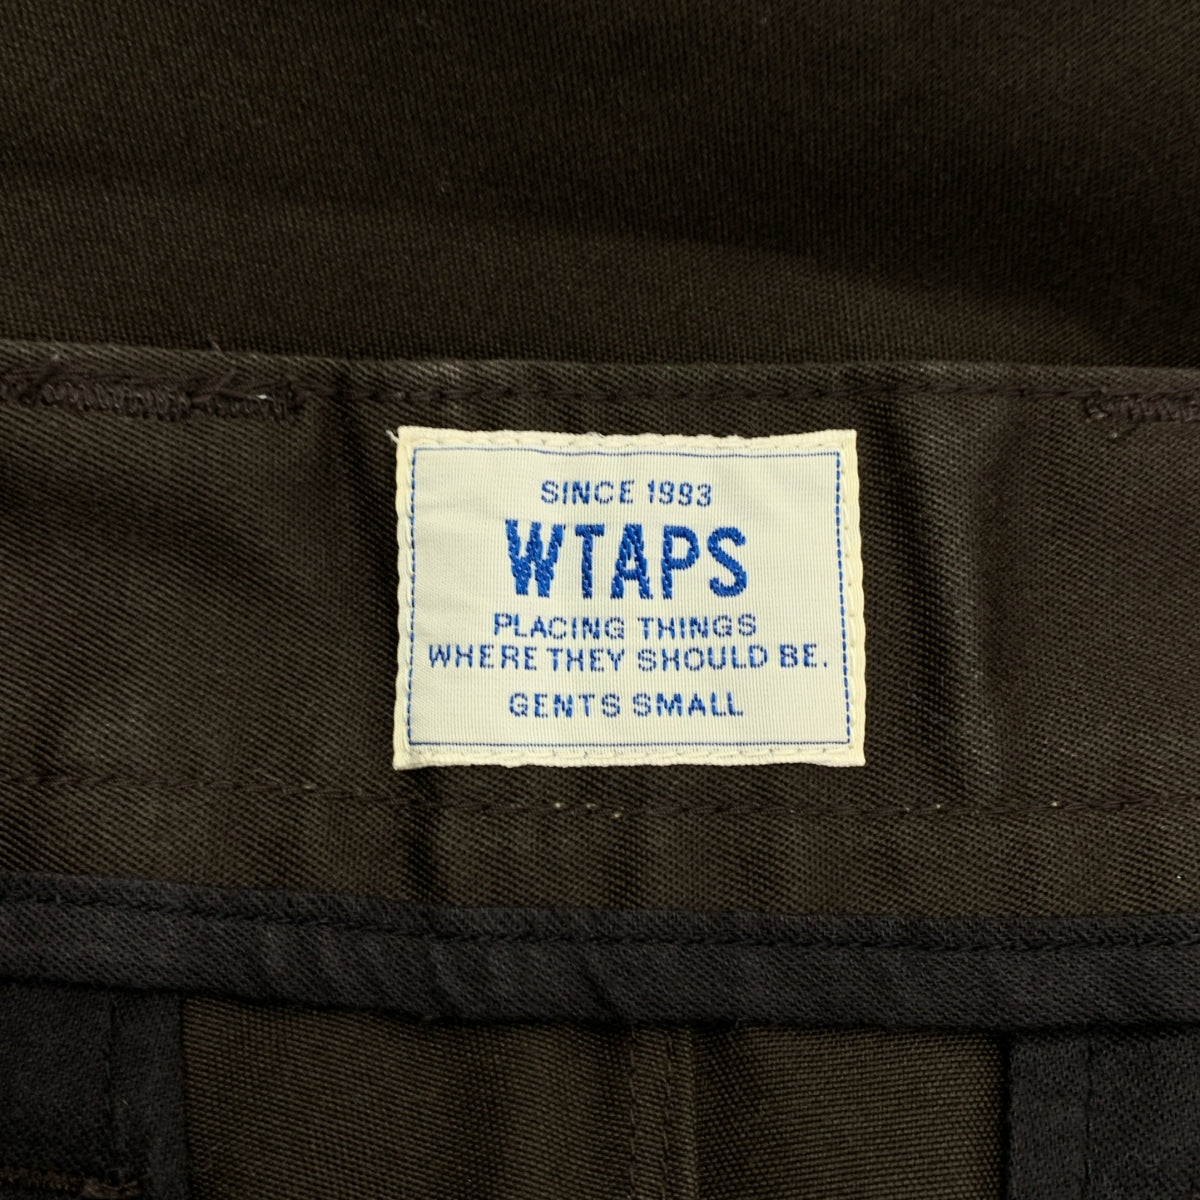 SINCE 1993
WTAPS
PLACING THINGS
WHERE THEY SHOULD BE.
GENTS SMALL